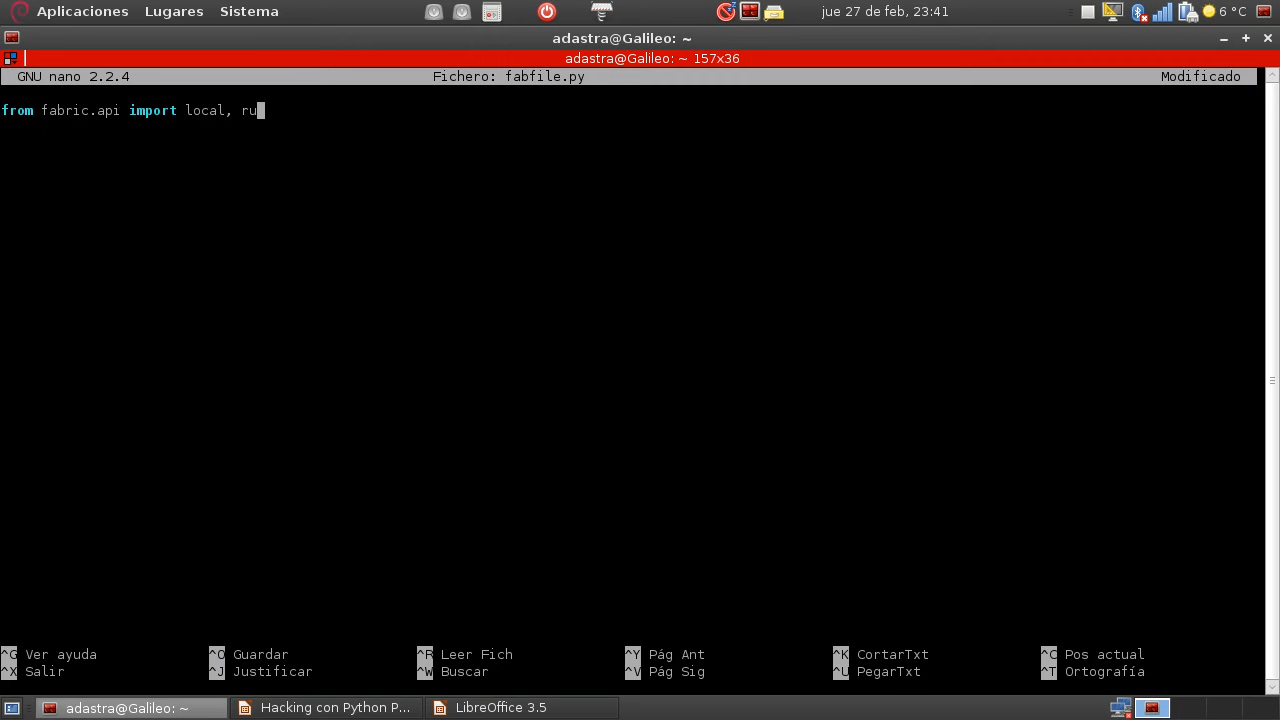 Aplicaciones Lugares Sistema jue 27 de feb, 23:41 6 °C
adastra@Galileo: ~
adastra@Galileo: ~ 157x36
GNU nano 2.2.4 Fichero: fabfile.py Modificado
from fabric.api import local, ru
^G Ver ayuda ^O Guardar ^R Leer Fich ^Y Pág Ant ^K CortarTxt ^C Pos actual
^X Salir ^J Justificar ^W Buscar ^V Pág Sig ^U PegarTxt ^T Ortografía
adastra@Galileo: ~ Hacking con Python P... LibreOffice 3.5